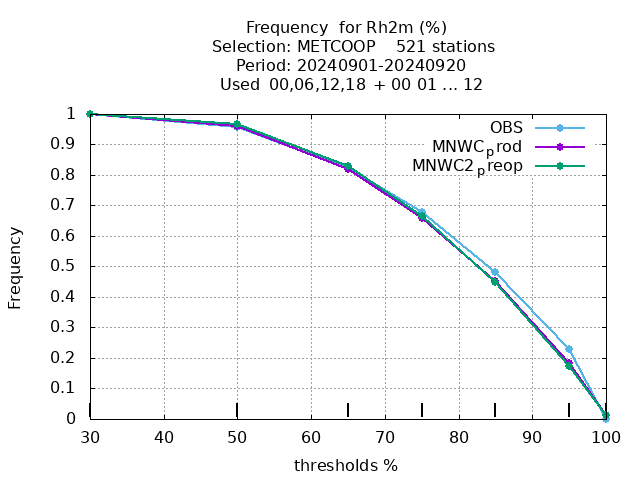 Frequency for Rh2m (%)
Selection: METCOOP 521 stations
Period: 20240901-20240920
Used 00,06,12,18 + 00 01 ... 12
OBS
MNWCprod
MNWC2preop
1
0.9
0.8
0.7
0.6
0.5
0.4
0.3
0.2
0.1
0
Frequency
30 40 50 60 70 80 90 100
thresholds %